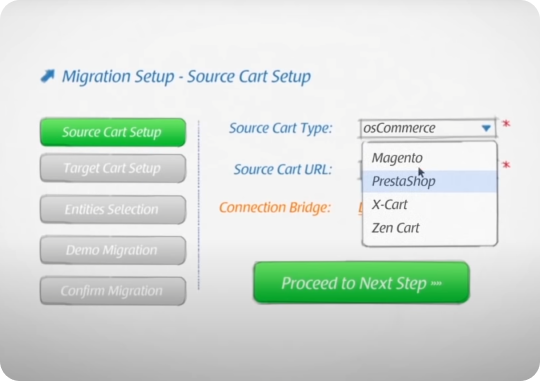 Migration Setup - Source Cart Setup
Source Cart Setup
Target Cart Setup
Entities Selection
Demo Migration
Confirm Migration
Source Cart Type: osCommerce *
Source Cart URL: *
Connection Bridge:
Magento
PrestaShop
X-Cart
Zen Cart
Proceed to Next Step »»